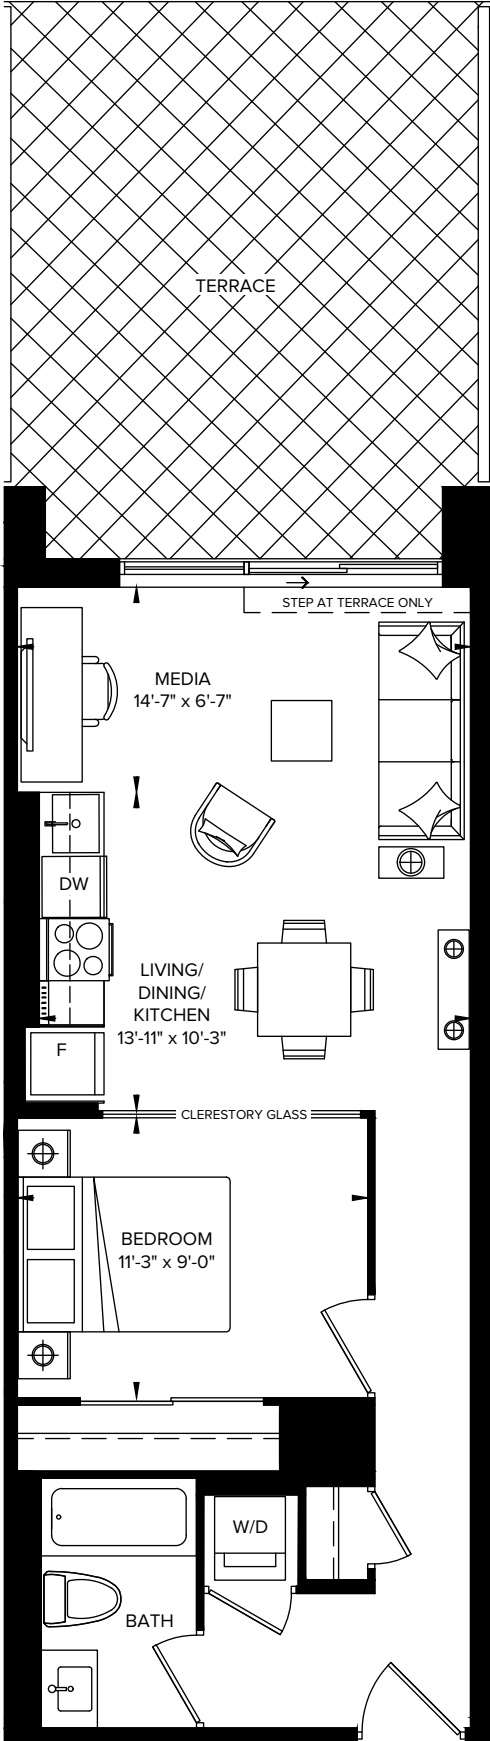 TERRACE
STEP AT TERRACE ONLY
MEDIA
14'-7" x 6'-7"
DW
LIVING/
DINING/
KITCHEN
13'-11" x 10'-3"
F
CLERESTORY GLASS
BEDROOM
11'-3" x 9'-0"
W/D
BATH